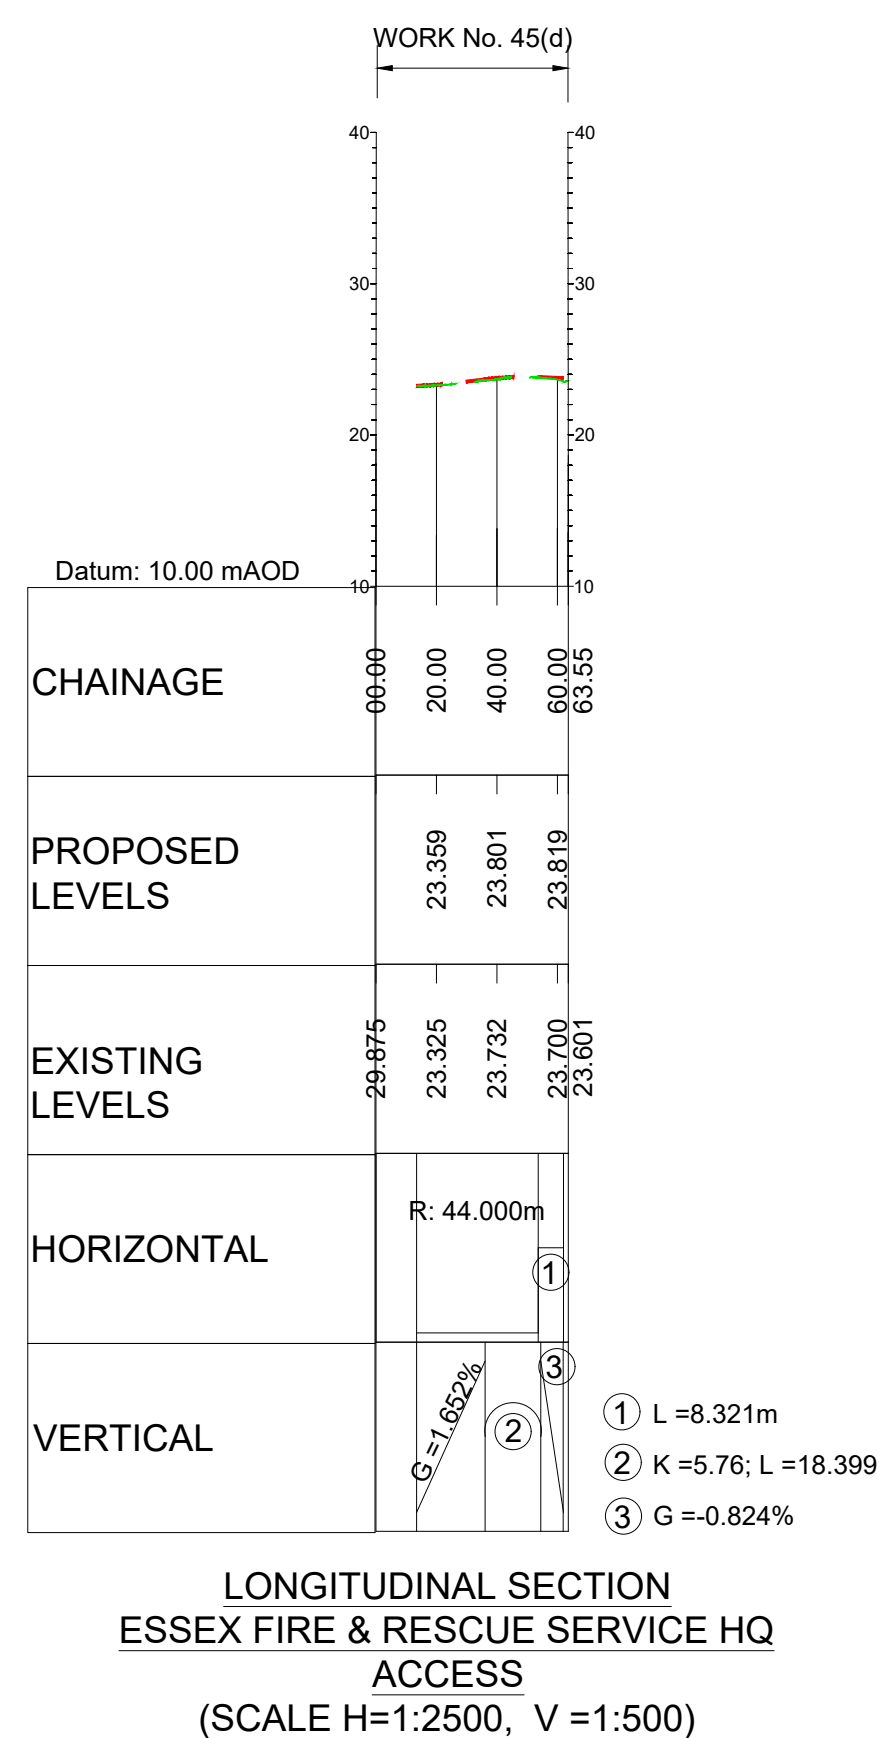 WORK No. 45(d)
40 40
30 30
20 20
Datum: 10.00 mAOD
10 10
CHAINAGE
00.00 20.00 40.00 60.00 63.55
PROPOSED
LEVELS
23.359 23.801 23.819
EXISTING
LEVELS
29.875 23.325 23.732 23.700 23.601
HORIZONTAL
R: 44.000m
1
VERTICAL
G =1.652%
2
3
1 L =8.321m
2 K =5.76; L =18.399
3 G =-0.824%
LONGITUDINAL SECTION
ESSEX FIRE & RESCUE SERVICE HQ
ACCESS
(SCALE H=1:2500, V =1:500)